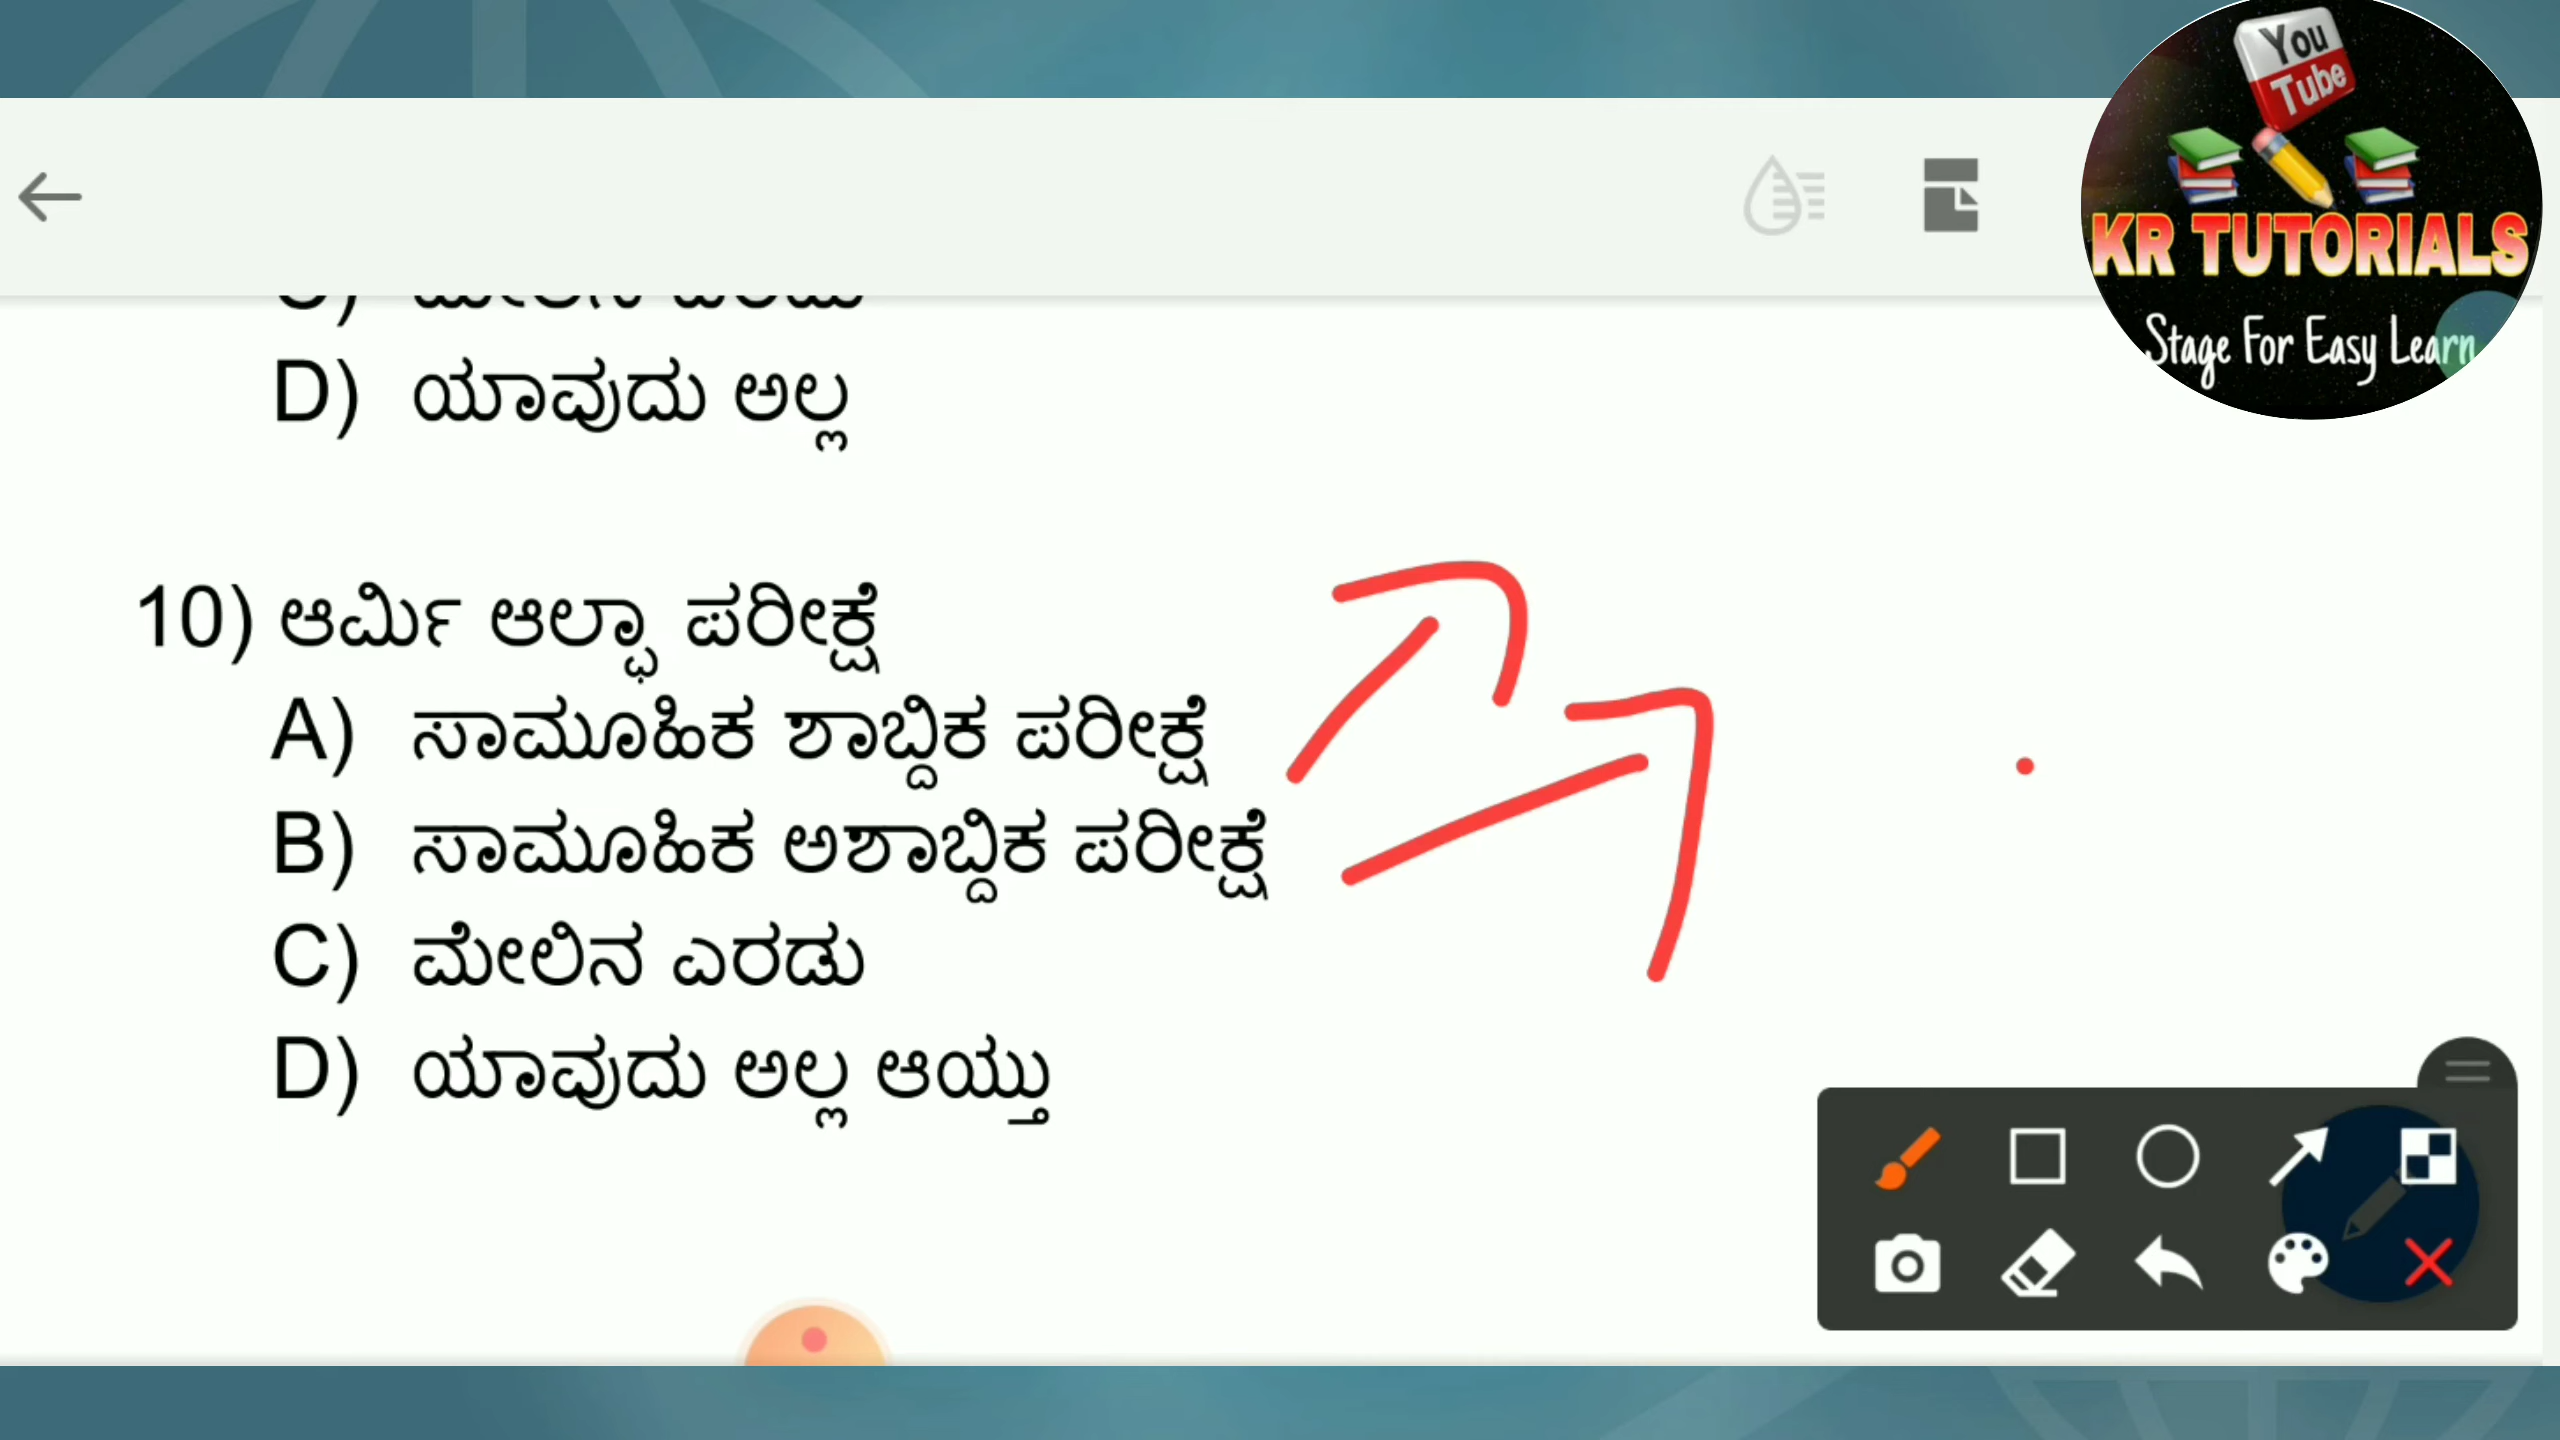 You
Tube
KR TUTORIALS
Stage For Easy Learn
D) ಯಾವುದು ಅಲ್ಲ
10) ಆರ್ಮಿ ಆಲ್ಫಾ ಪರೀಕ್ಷೆ
A) ಸಾಮೂಹಿಕ ಶಾಬ್ದಿಕ ಪರೀಕ್ಷೆ
B) ಸಾಮೂಹಿಕ ಅಶಾಬ್ದಿಕ ಪರೀಕ್ಷೆ
C) ಮೇಲಿನ ಎರಡು
D) ಯಾವುದು ಅಲ್ಲ ಆಯ್ತು